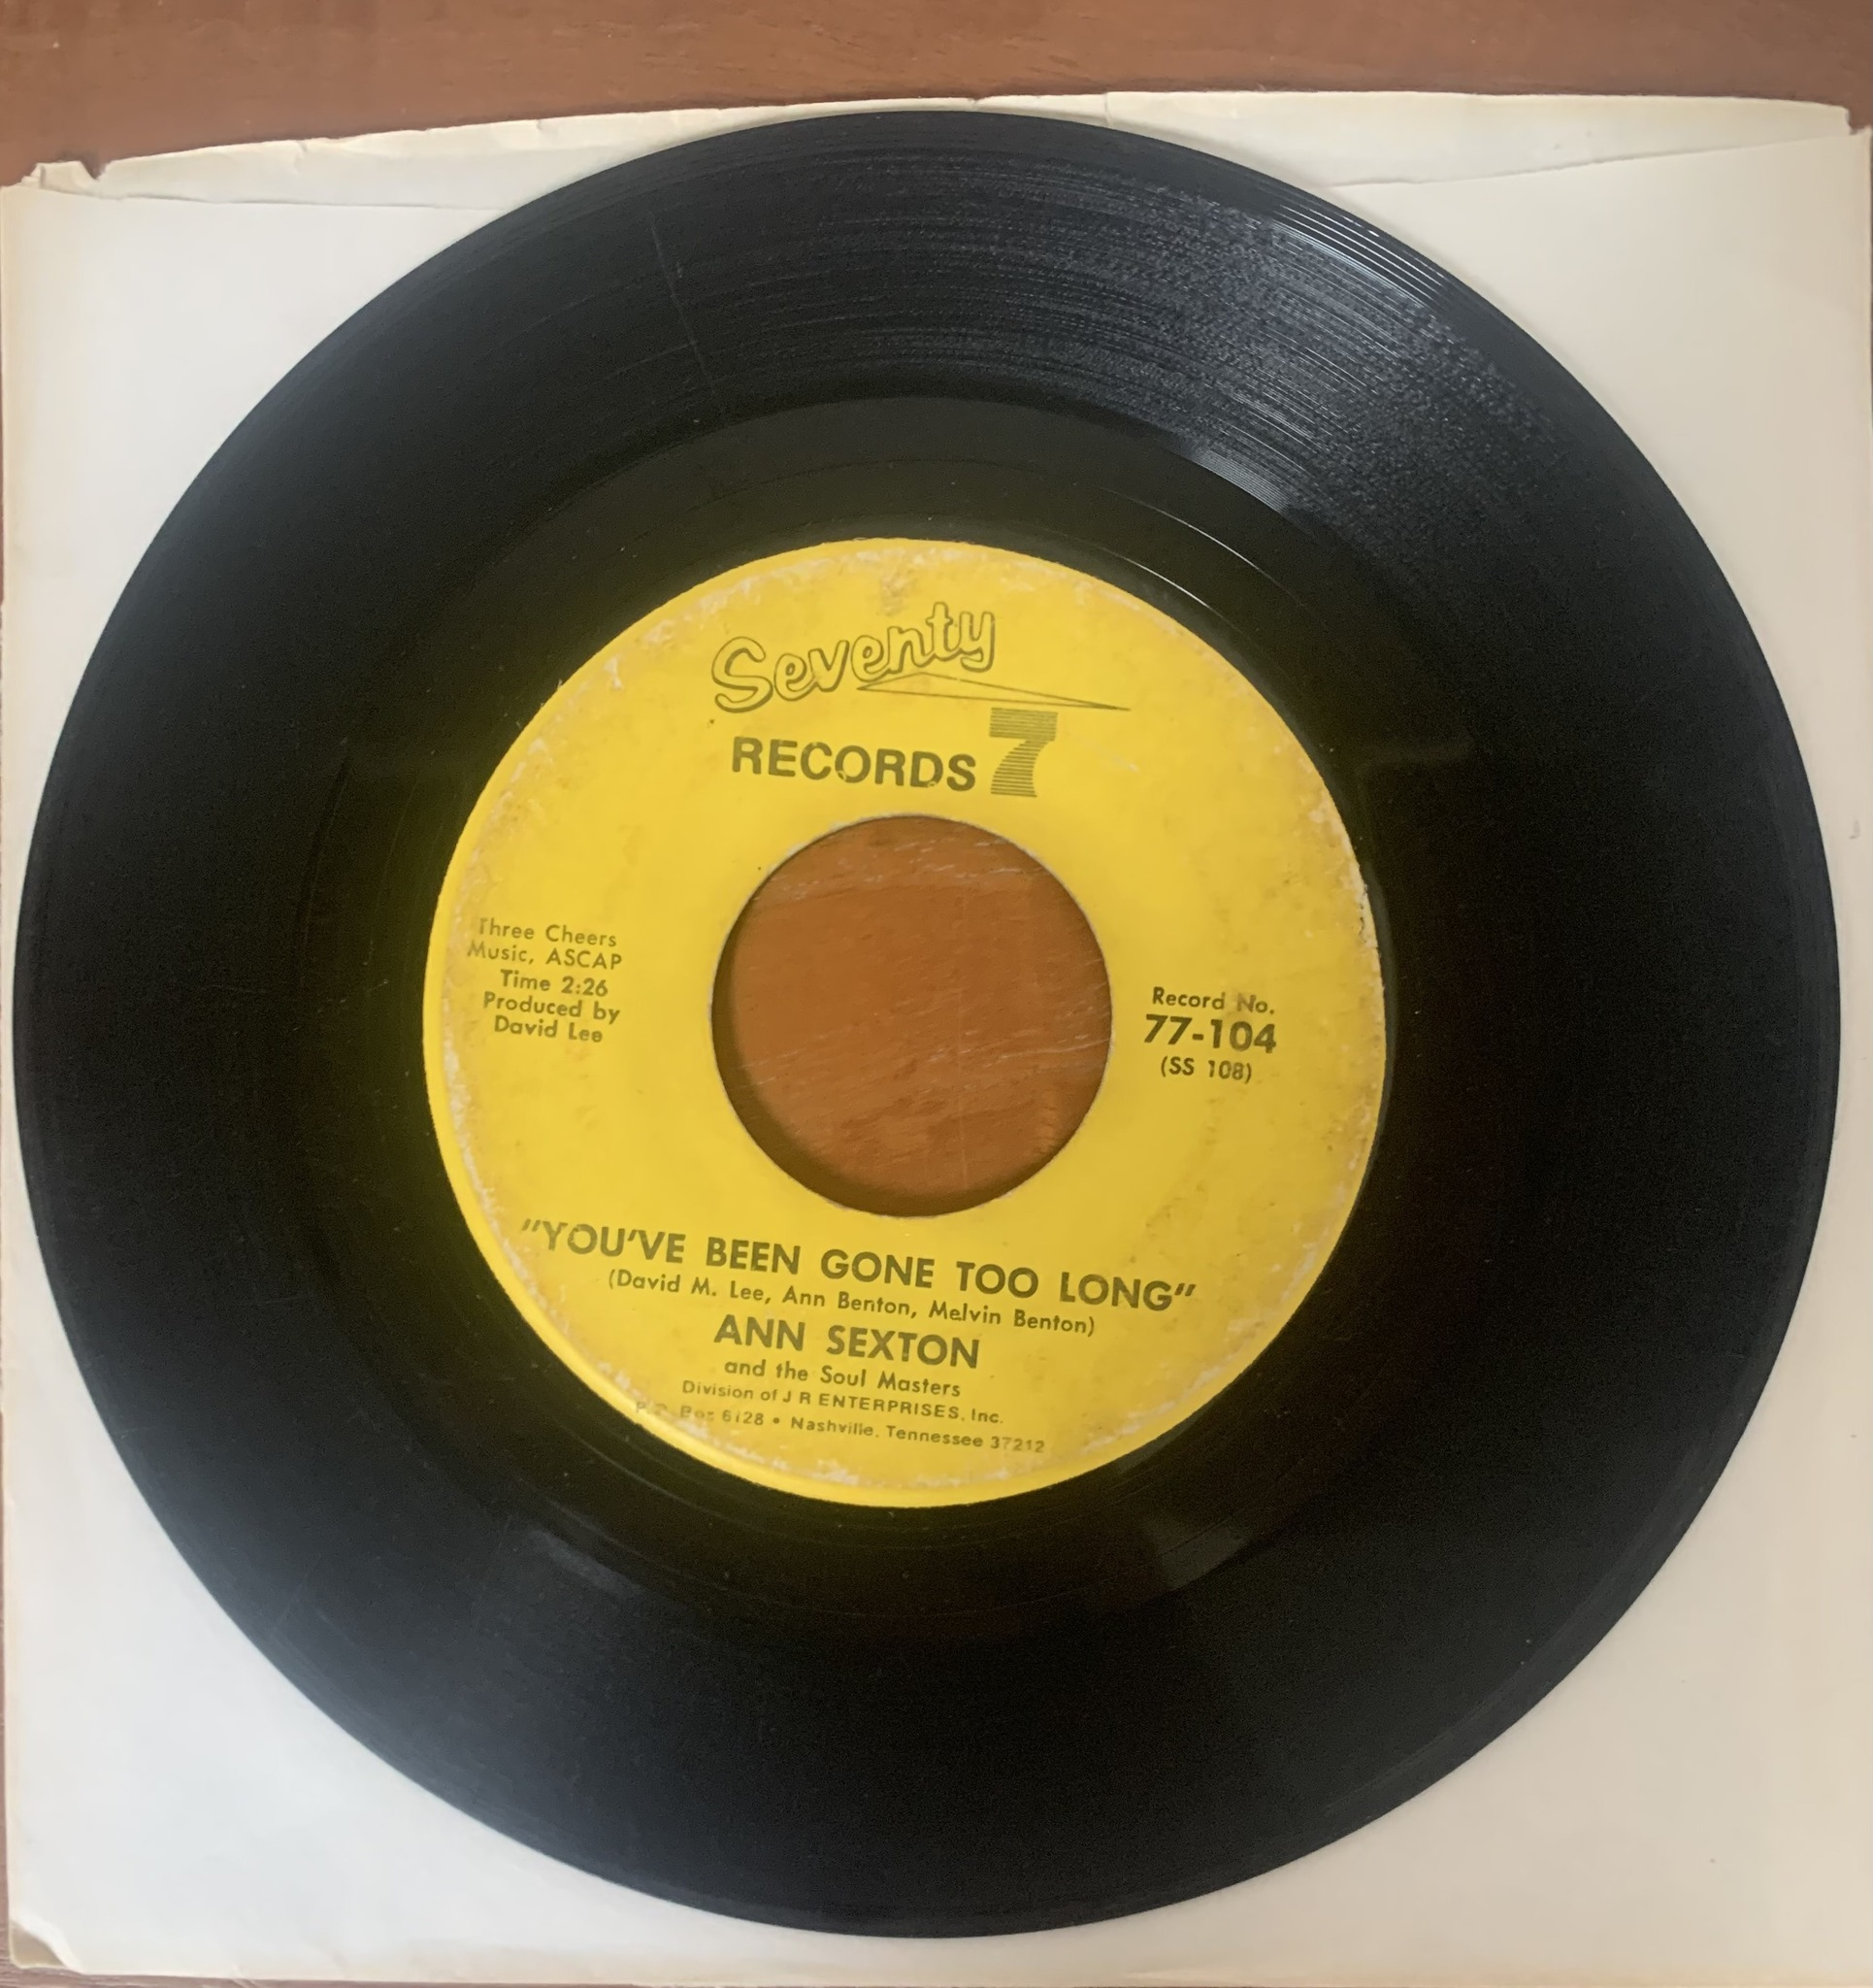 Seventy
RECORDS 7
Three Cheers
Music, ASCAP
Time 2:26
Produced by
David Lee
Record No.
77-104
(SS 108)
"YOU'VE BEEN GONE TOO LONG"
(David M. Lee, Ann Benton, Melvin Benton)
ANN SEXTON
and the Soul Masters
Division of J R ENTERPRISES, Inc.
P.O. Box 6128 • Nashville, Tennessee 37212